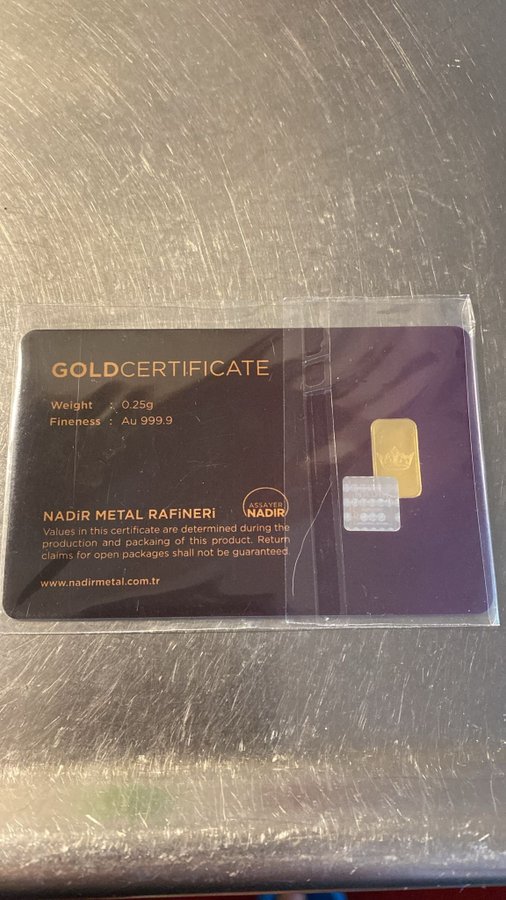 GOLDCERTIFICATE
Weight : 0.25g
Fineness : Au 999.9
ASSAYER
NADIR
NADiR METAL RAFiNERi
Values in this certificate are determined during the
production and packaing of this product. Return
claims for open packages shall not be guaranteed.
www.nadirmetal.com.tr